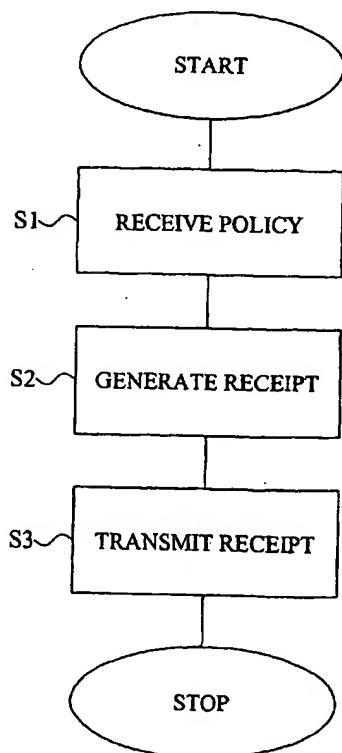 START
S1 RECEIVE POLICY
S2 GENERATE RECEIPT
S3 TRANSMIT RECEIPT
STOP